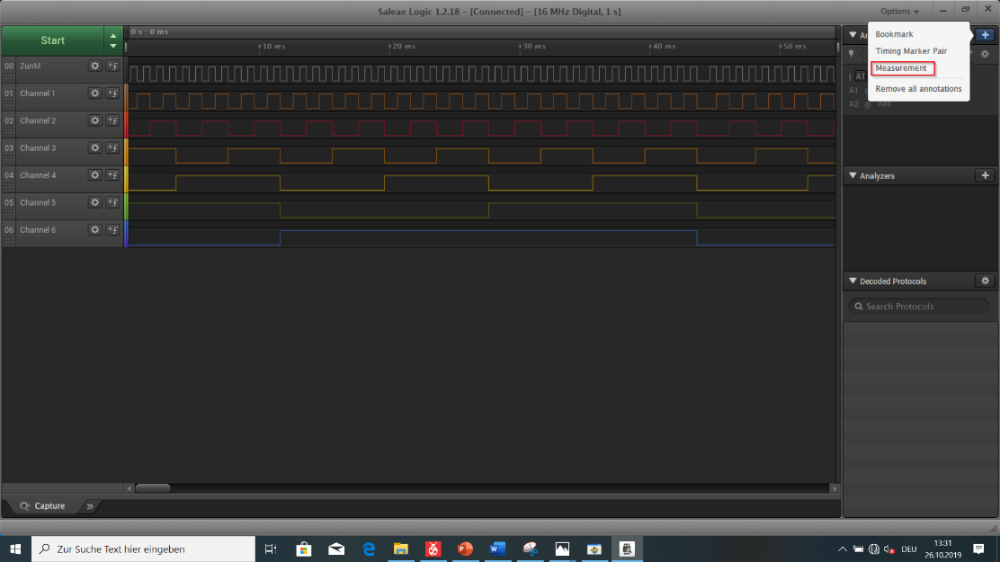 Saleae Logic 1.2.18 - [Connected] - [16 MHz Digital, 1 s]
Options
Start
0 s : 0 ms
+10 ms
+20 ms
+30 ms
+40 ms
+50 ms
Bookmark
Timing Marker Pair
Measurement
Remove all annotations
A1
A1 @
A2 @ ###
00 ZunM
01 Channel 1
02 Channel 2
03 Channel 3
04 Channel 4
05 Channel 5
06 Channel 6
Analyzers
Decoded Protocols
Search Protocols
Capture
Zur Suche Text hier eingeben
DEU
13:31
26.10.2019